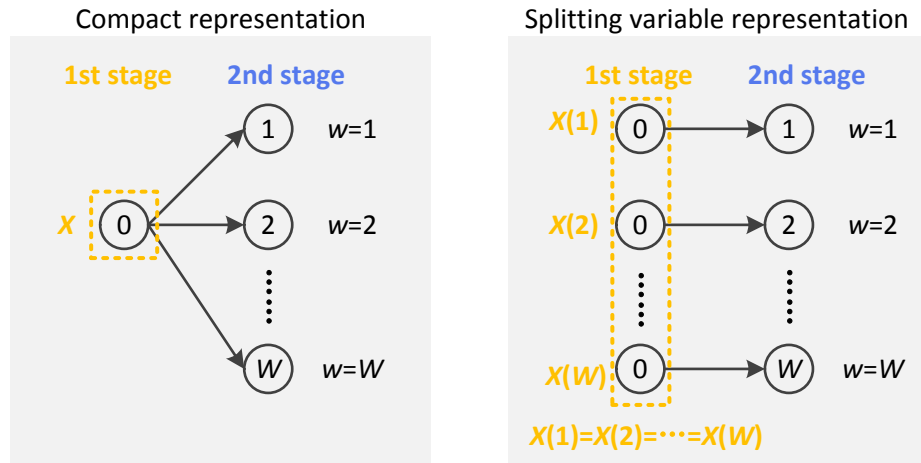 Compact representation
1st stage 2nd stage
1 w=1
X 0 2 w=2
W w=W
Splitting variable representation
1st stage 2nd stage
X(1) 0 1 w=1
X(2) 0 2 w=2
X(W) 0 W w=W
X(1)=X(2)=·····=X(W)